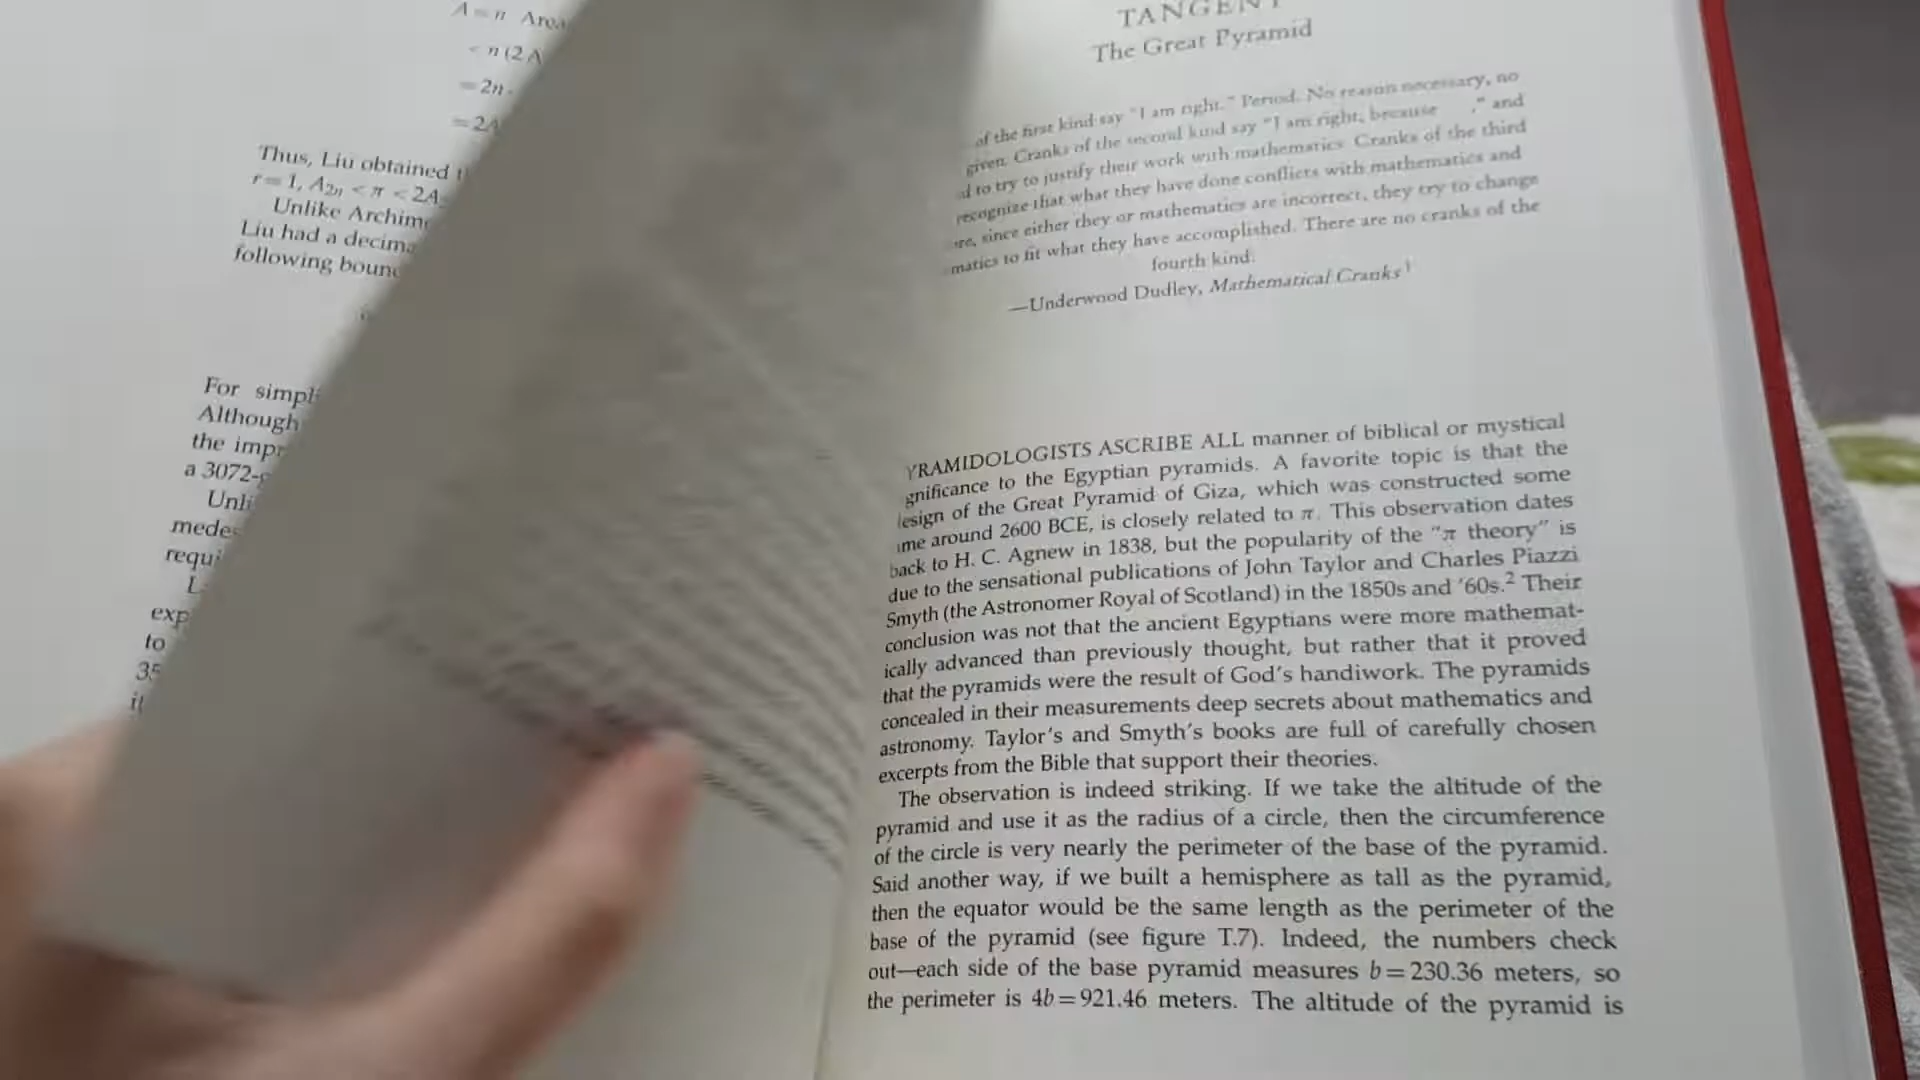 A = n Area
< n (2 A
= 2n
= 2A
Thus, Liu obtained
r = 1, A2n < π < 2A
Unlike Archim
Liu had a decima
following boun
For simpl
Although
the impr
a 3072-g
Unli
medes
requi
L
exp
to
35
it
TANGENT
The Great Pyramid
of the first kind say "I am right." Period. No reason necessary, no
given. Cranks of the second kind say "I am right, because ," and
d to try to justify their work with mathematics. Cranks of the third
recognize that what they have done conflicts with mathematics and
re, since either they or mathematics are incorrect, they try to change
matics to fit what they have accomplished. There are no cranks of the
fourth kind.
—Underwood Dudley, Mathematical Cranks1
YRAMIDOLOGISTS ASCRIBE ALL manner of biblical or mystical
gnificance to the Egyptian pyramids. A favorite topic is that the
lesign of the Great Pyramid of Giza, which was constructed some
me around 2600 BCE, is closely related to π. This observation dates
back to H. C. Agnew in 1838, but the popularity of the "π theory" is
due to the sensational publications of John Taylor and Charles Piazzi
Smyth (the Astronomer Royal of Scotland) in the 1850s and '60s.2 Their
conclusion was not that the ancient Egyptians were more mathemat-
ically advanced than previously thought, but rather that it proved
that the pyramids were the result of God's handiwork. The pyramids
concealed in their measurements deep secrets about mathematics and
astronomy. Taylor's and Smyth's books are full of carefully chosen
excerpts from the Bible that support their theories.
The observation is indeed striking. If we take the altitude of the
pyramid and use it as the radius of a circle, then the circumference
of the circle is very nearly the perimeter of the base of the pyramid.
Said another way, if we built a hemisphere as tall as the pyramid,
then the equator would be the same length as the perimeter of the
base of the pyramid (see figure T.7). Indeed, the numbers check
out—each side of the base pyramid measures b = 230.36 meters, so
the perimeter is 4b = 921.46 meters. The altitude of the pyramid is